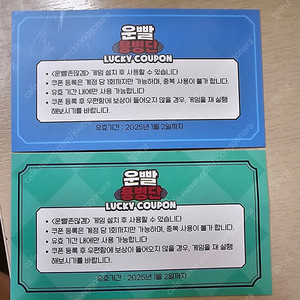 운빨
용병단
LUCKY COUPON
• <운빨존많겜> 게임 설치 후 사용할 수 있습니다
• 쿠폰 등록은 계정 당 1회까지만 가능하며, 중복 사용이 불가 합니다.
• 유효 기간 내에만 사용 가능합니다
• 쿠폰 등록 후 우편함에 보상이 들어오지 않을 경우, 게임을 재 실행
해보시기를 바랍니다.
유효기간 : 2025년 1월 2일까지
운빨
용병단
LUCKY COUPON
• <운빨존많겜> 게임 설치 후 사용할 수 있습니다
• 쿠폰 등록은 계정 당 1회까지만 가능하며, 중복 사용이 불가 합니다.
• 유효 기간 내에만 사용 가능합니다
• 쿠폰 등록 후 우편함에 보상이 들어오지 않을 경우, 게임을 재 실행
해보시기를 바랍니다.
유효기간 : 2025년 1월 2일까지